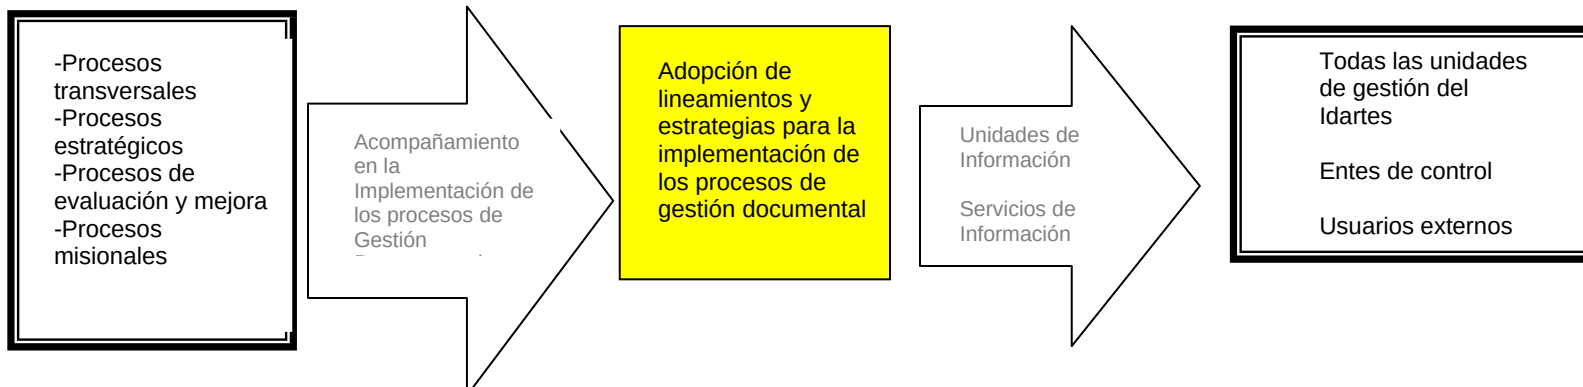 -Procesos
transversales
-Procesos
estratégicos
-Procesos de
evaluación y mejora
-Procesos
misionales
Acompañamiento
en la
Implementación de
los procesos de
Gestión
Adopción de
lineamientos y
estrategias para la
implementación de
los procesos de
gestión documental
Unidades de
Información
Servicios de
Información
Todas las unidades
de gestión del
Idartes
Entes de control
Usuarios externos